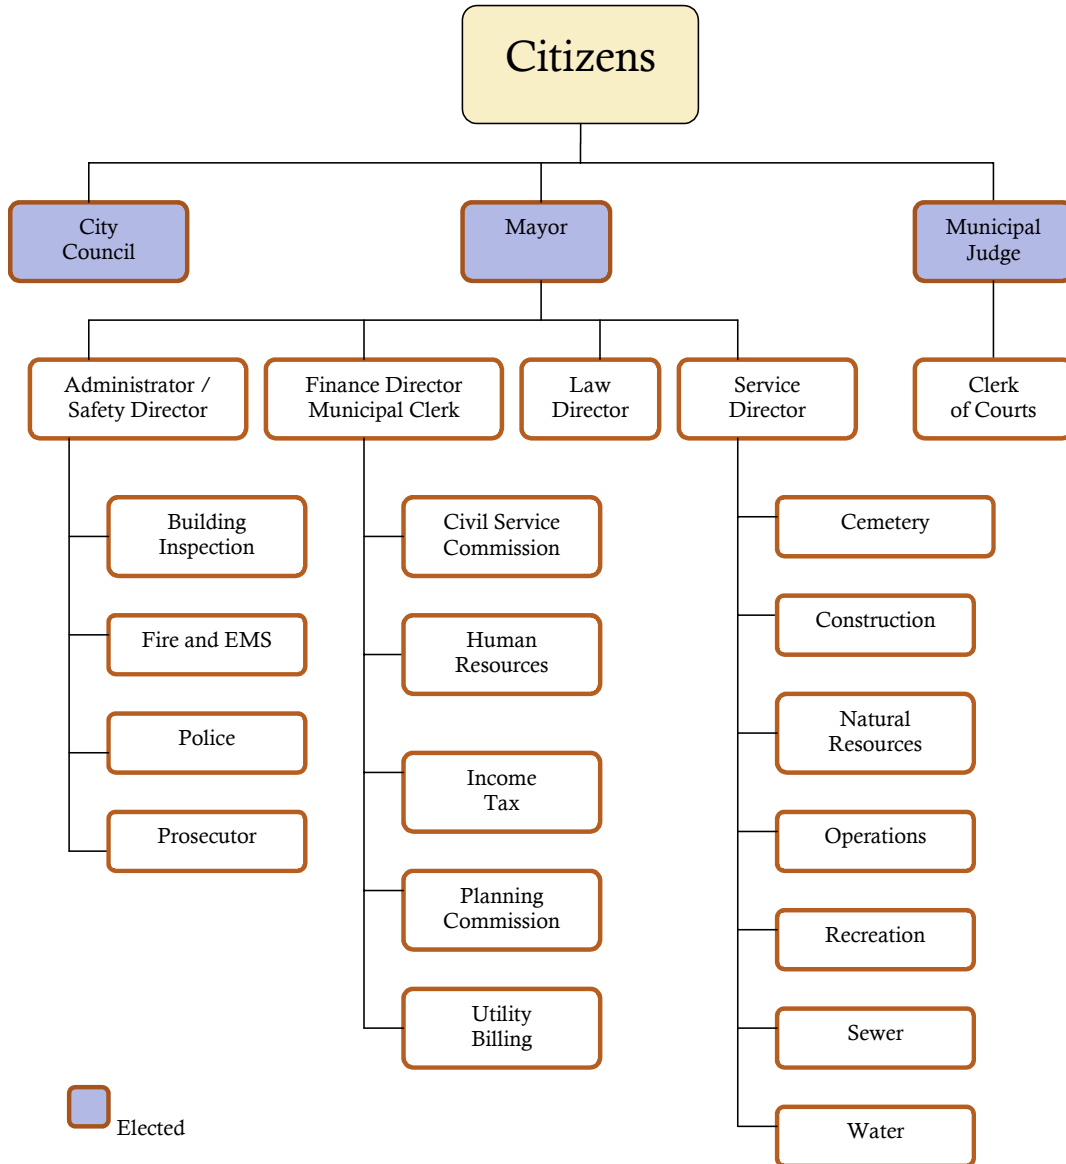 Citizens
City
Council
Mayor
Municipal
Judge
Administrator /
Safety Director
Finance Director
Municipal Clerk
Law
Director
Service
Director
Clerk
of Courts
Building
Inspection
Fire and EMS
Police
Prosecutor
Civil Service
Commission
Human
Resources
Income
Tax
Planning
Commission
Utility
Billing
Cemetery
Construction
Natural
Resources
Operations
Recreation
Sewer
Water
Elected